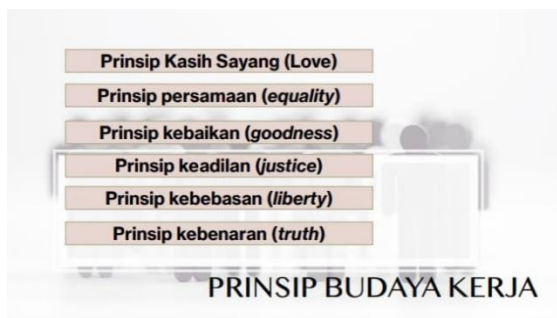 Prinsip Kasih Sayang (Love)
Prinsip persamaan (equality)
Prinsip kebaikan (goodness)
Prinsip keadilan (justice)
Prinsip kebebasan (liberty)
Prinsip kebenaran (truth)
PRINSIP BUDAYA KERJA